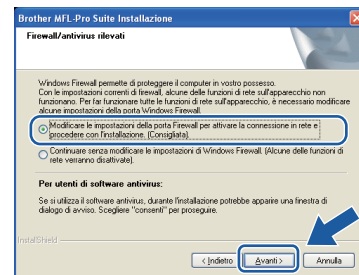 Brother MFL-Pro Suite Installazione
Firewall/antivirus rilevati
Windows Firewall permette di proteggere il computer in vostro possesso.
Con le impostazioni correnti di firewall, alcune delle funzioni di rete sull'apparecchio non
funzionano. Per far funzionare tutte le funzioni di rete sull'apparecchio, è necessario modificare
alcune impostazioni della porta Windows Firewall.
Modificare le impostazioni della porta Firewall per attivare la connessione in rete e
procedere con l'installazione. (Consigliata).
Continuare senza modificare le impostazioni di Windows Firewall. (Alcune delle funzioni di
rete verranno disattivate).
Per utenti di software antivirus:
Se si utilizza il software antivirus, durante l'installazione potrebbe apparire una finestra di
dialogo di avviso. Scegliere "consenti" per proseguire.
InstallShield
< Indietro
Avanti >
Annulla